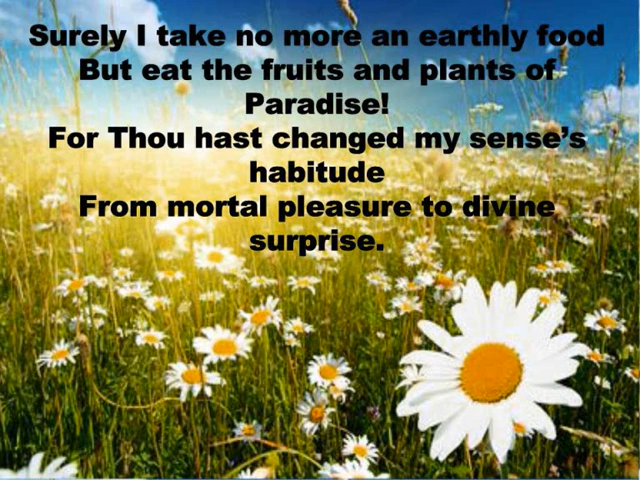 Surely I take no more an earthly food
But eat the fruits and plants of
Paradise!
For Thou hast changed my sense’s
habitude
From mortal pleasure to divine
surprise.